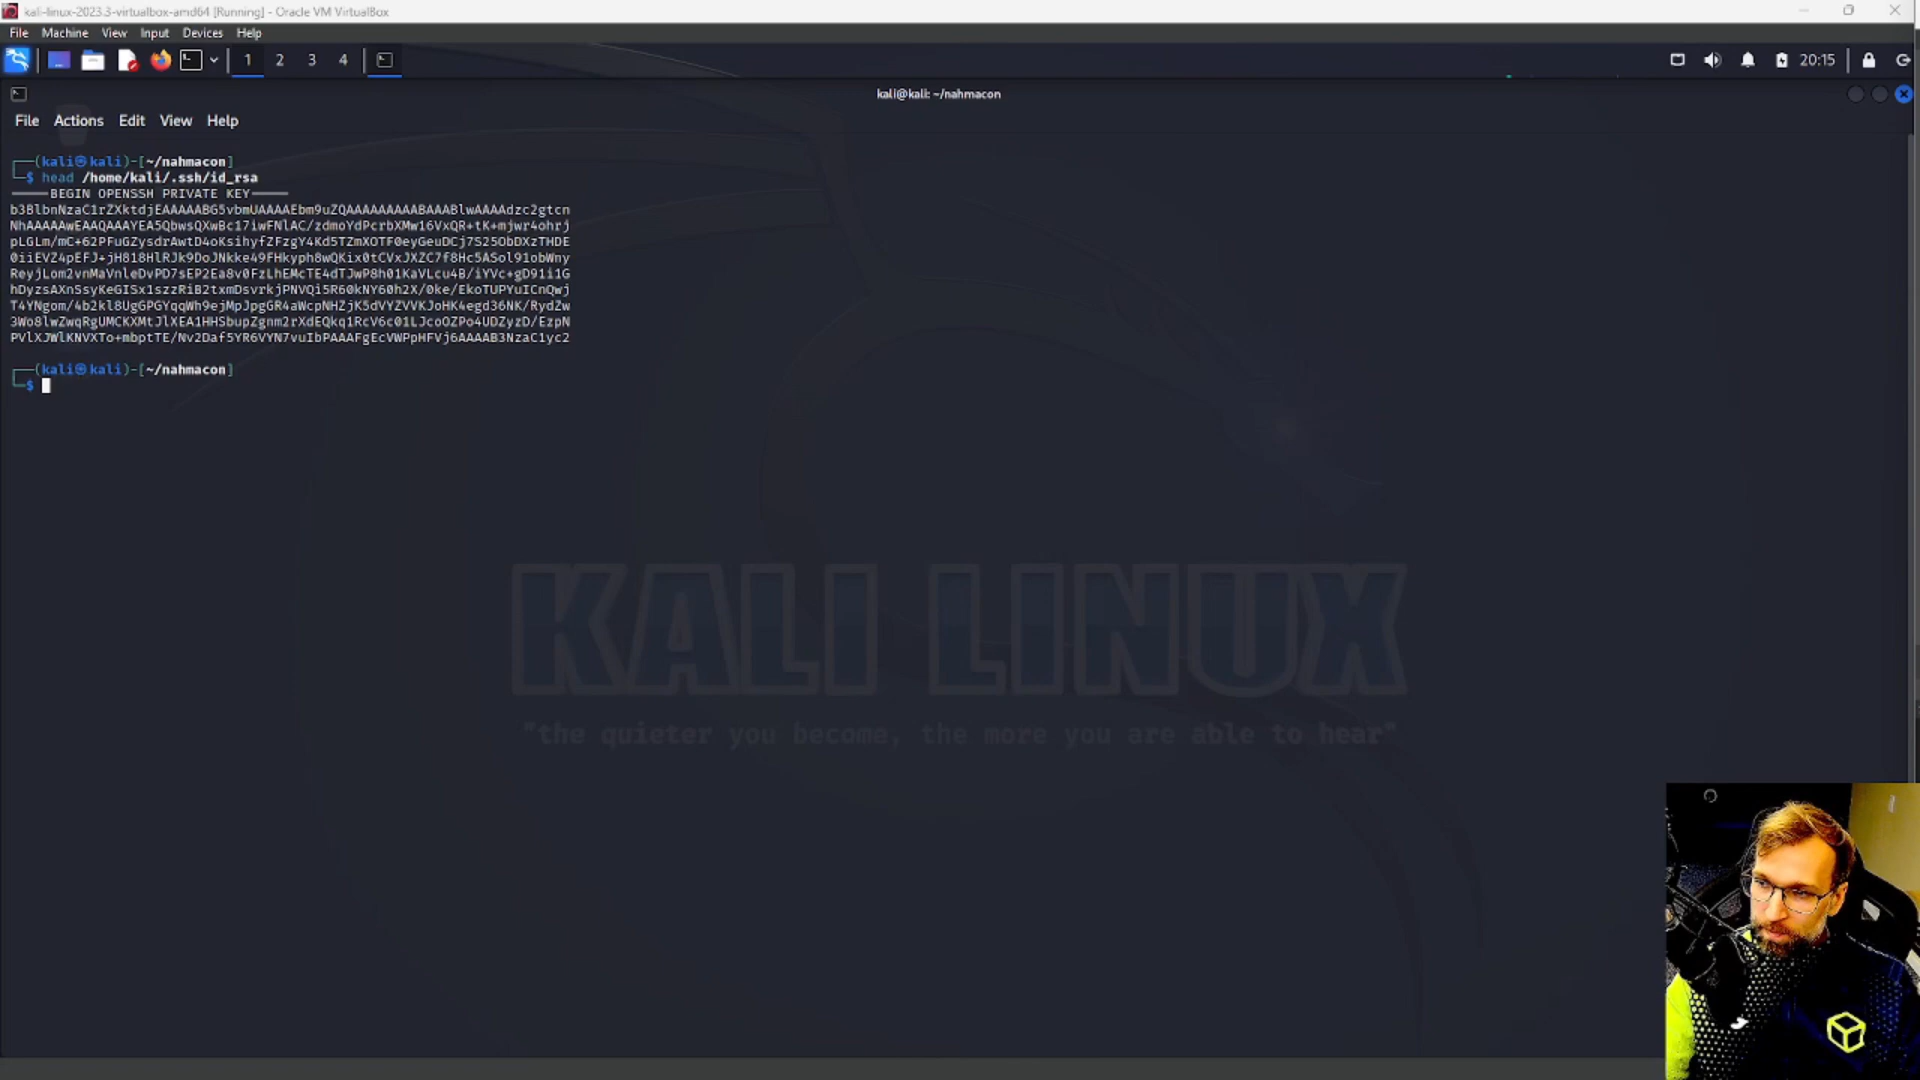 kali-linux-2023.3-virtualbox-amd64 [Running] - Oracle VM VirtualBox
File Machine View Input Devices Help
1 2 3 4 20:15
kali@kali: ~/nahmacon
File Actions Edit View Help
(kali㉿kali)-[~/nahmacon]
$ head /home/kali/.ssh/id_rsa
-----BEGIN OPENSSH PRIVATE KEY-----
b3BlbnNzaC1rZXktdjEAAAAABG5vbmUAAAAEbm9uZQAAAAAAAAABAAABlwAAAAdzc2gtcn
NhAAAAAwEAAQAAAYEA5QbwsQXwBc17iwFNlAC/zdmoYdPcrbXMw16VxQR+tK+mjwr4ohrj
pLGLm/mC+62PFuGZysdrAwtD4oKsihyfZFzgY4Kd5TZmXOTF0eyGeuDCj7S25ObDXzTHDE
0iiEVZ4pEFJ+jH818HlRJk9DoJNkke49FHkyph8wQKix0tCVxJXZC7f8Hc5ASol91obWny
ReyjLom2vnMaVnleDvPD7sEP2Ea8v0FzLhEMcTE4dTJwP8h01KaVLcu4B/iYVc+gD91i1G
hDyzsAXnSsyKeGISx1szzRiB2txmDsvrkjPNVQi5R60kNY60h2X/0ke/EkoTUPYuICnQwj
T4YNgom/4b2kl8UgGPGYqqWh9ejMpJpgGR4aWcpNHZjK5dVYZVVKJoHK4egd36NK/RydZw
3Wo8lwZwqRgUMCKXMtJlXEA1HHSbupZgnm2rXdEQkq1RcV6c01LJcoOZPo4UDZyzD/EzpN
PVlXJWlKNVXTo+mbptTE/Nv2Daf5YR6VYN7vuIbPAAAFgEcVWPpHFVj6AAAAB3NzaC1yc2
(kali㉿kali)-[~/nahmacon]
$
KALI LINUX
"the quieter you become, the more you are able to hear"